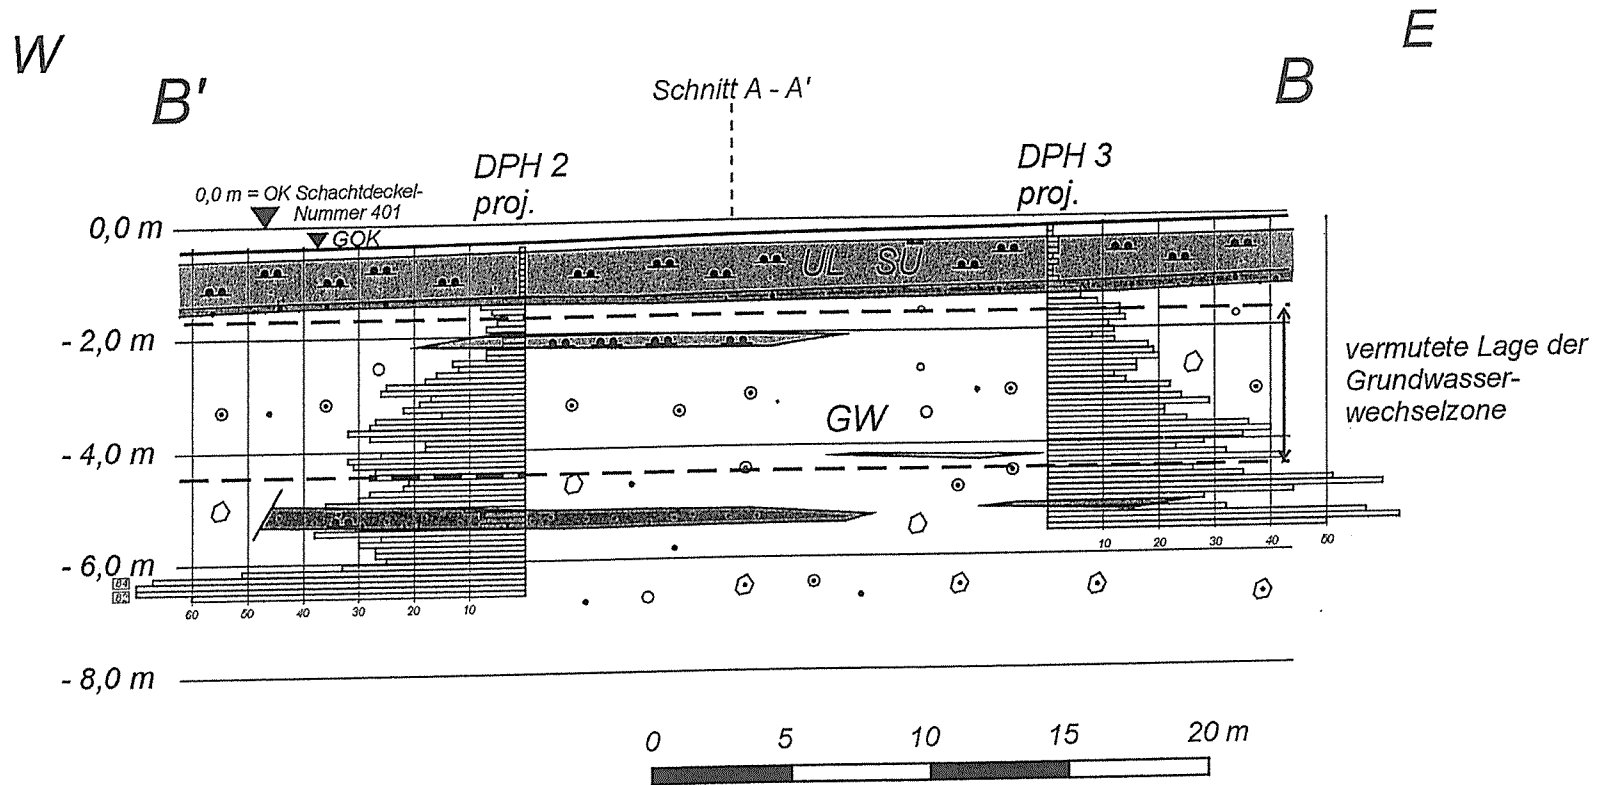 W
E
B'
Schnitt A - A'
B
DPH 2
proj.
DPH 3
proj.
0,0 m = OK Schachtdeckel-
Nummer 401
0,0 m
GOK
UL SU
- 2,0 m
vermutete Lage der
Grundwasser-
wechselzone
GW
- 4,0 m
10 20 30 40 50
- 6,0 m
84
60 50 40 30 20 10
- 8,0 m
0 5 10 15 20 m